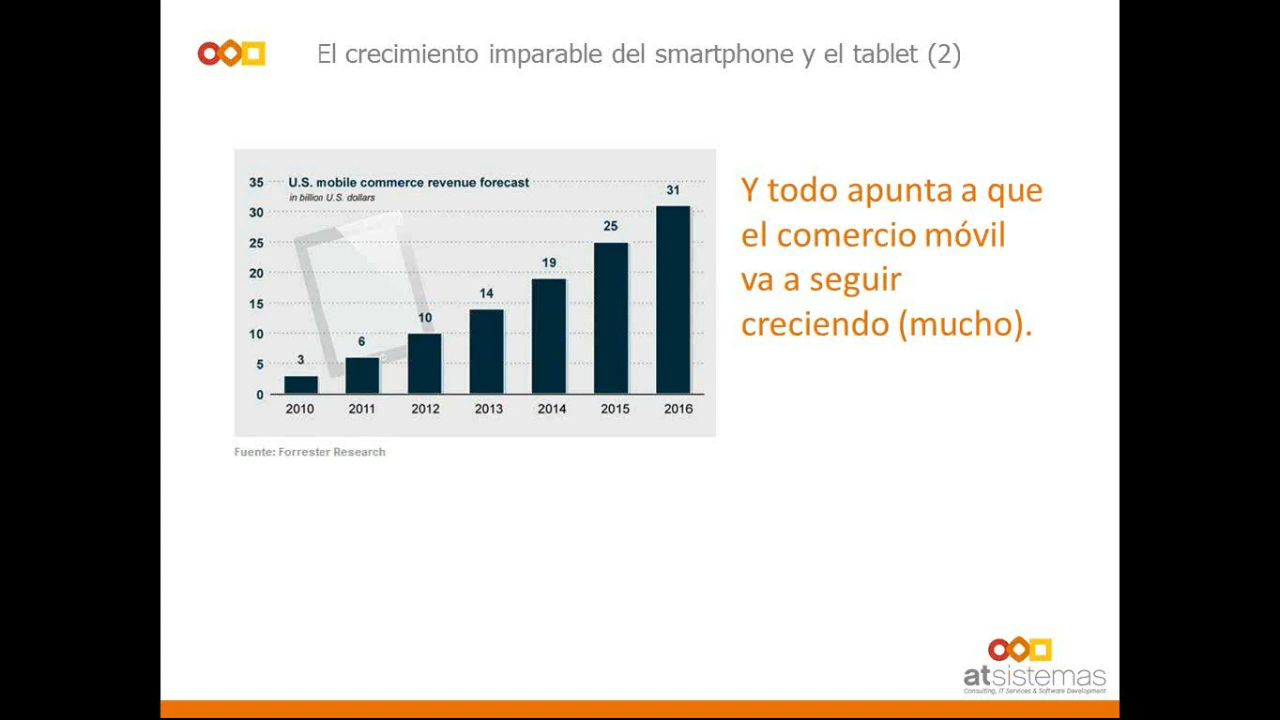 El crecimiento imparable del smartphone y el tablet (2)
U.S. mobile commerce revenue forecast
in billion U.S. dollars
35
30
25
20
15
10
5
0
3
6
10
14
19
25
31
2010 2011 2012 2013 2014 2015 2016
Fuente: Forrester Research
Y todo apunta a que
el comercio móvil
va a seguir
creciendo (mucho).
atsistemas
Consulting, IT Services & Software Development